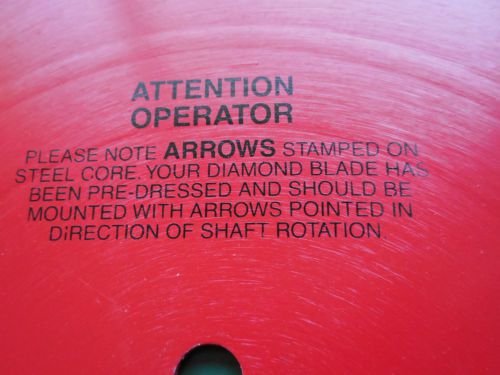 ATTENTION
OPERATOR
PLEASE NOTE ARROWS STAMPED ON
STEEL CORE. YOUR DIAMOND BLADE HAS
BEEN PRE-DRESSED AND SHOULD BE
MOUNTED WITH ARROWS POINTED IN
DIRECTION OF SHAFT ROTATION.